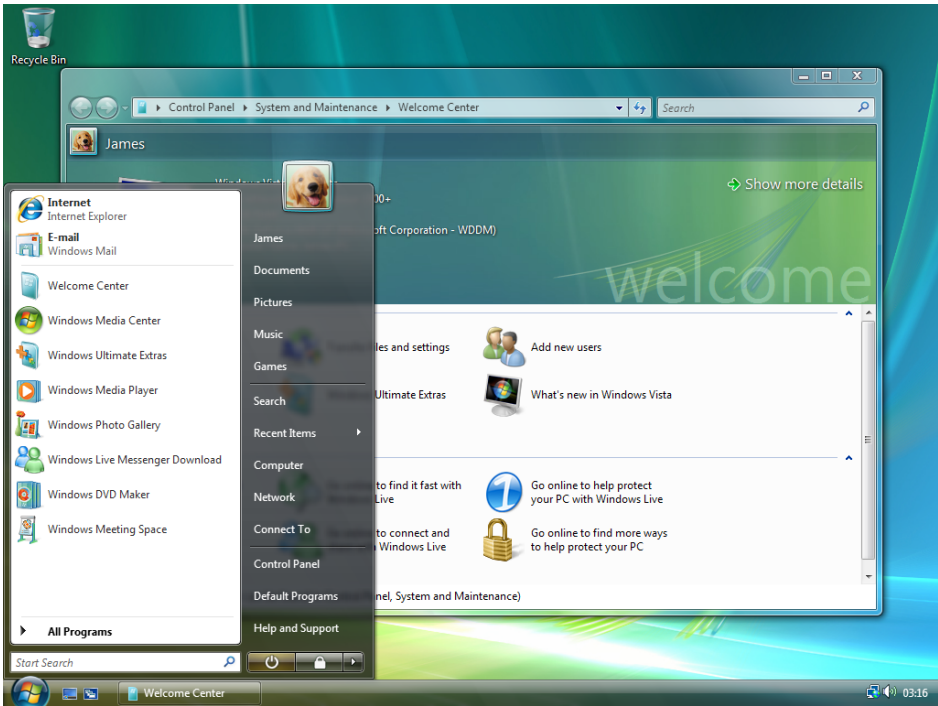 Recycle Bin
Control Panel
System and Maintenance
Welcome Center
Search
James
00+
Show more details
oft Corporation - WDDM)
welcome
Internet
Internet Explorer
E-mail
Windows Mail
Welcome Center
Windows Media Center
Windows Ultimate Extras
Windows Media Player
Windows Photo Gallery
Windows Live Messenger Download
Windows DVD Maker
Windows Meeting Space
All Programs
Start Search
James
Documents
Pictures
Music
Games
Search
Recent Items
Computer
Network
Connect To
Control Panel
Default Programs
Help and Support
les and settings
Add new users
Ultimate Extras
What's new in Windows Vista
to find it fast with
Live
Go online to help protect
your PC with Windows Live
to connect and
Windows Live
Go online to find more ways
to help protect your PC
nel, System and Maintenance)
Welcome Center
03:16